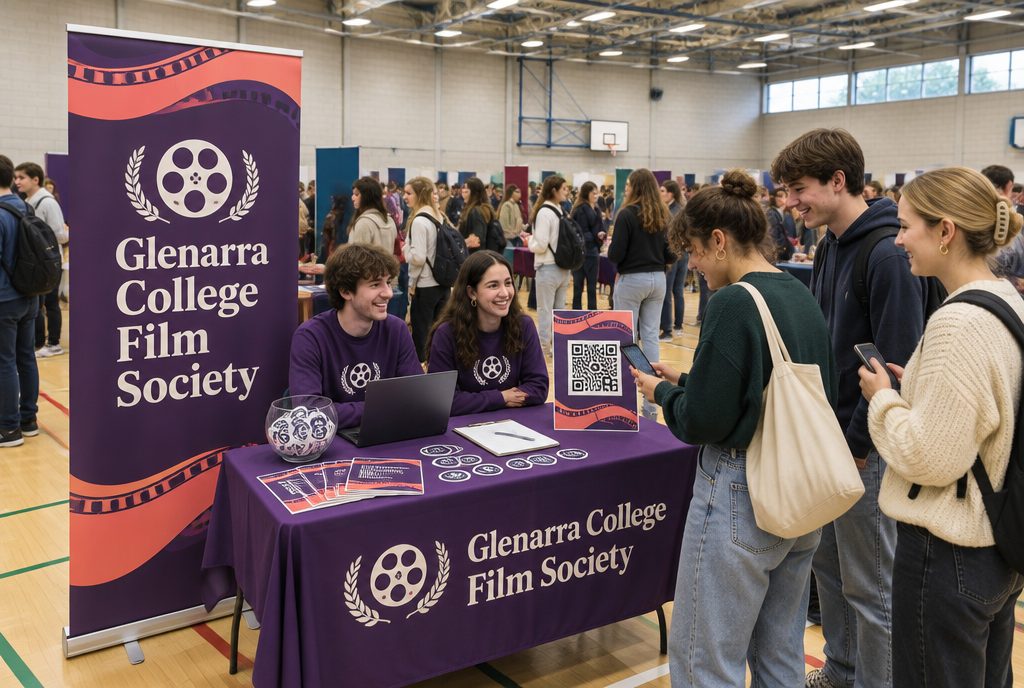 Glenarra
College
Film
Society
Glenarra College
Film Society